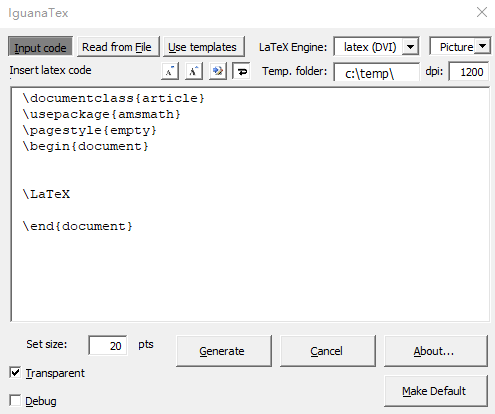 IguanaTex
Input code Read from File Use templates LaTeX Engine: latex (DVI) Picture
Insert latex code Temp. folder: c:\temp\ dpi: 1200
\documentclass{article}
\usepackage{amsmath}
\pagestyle{empty}
\begin{document}
\LaTeX
\end{document}
Set size: 20 pts Generate Cancel About...
Transparent
Make Default
Debug